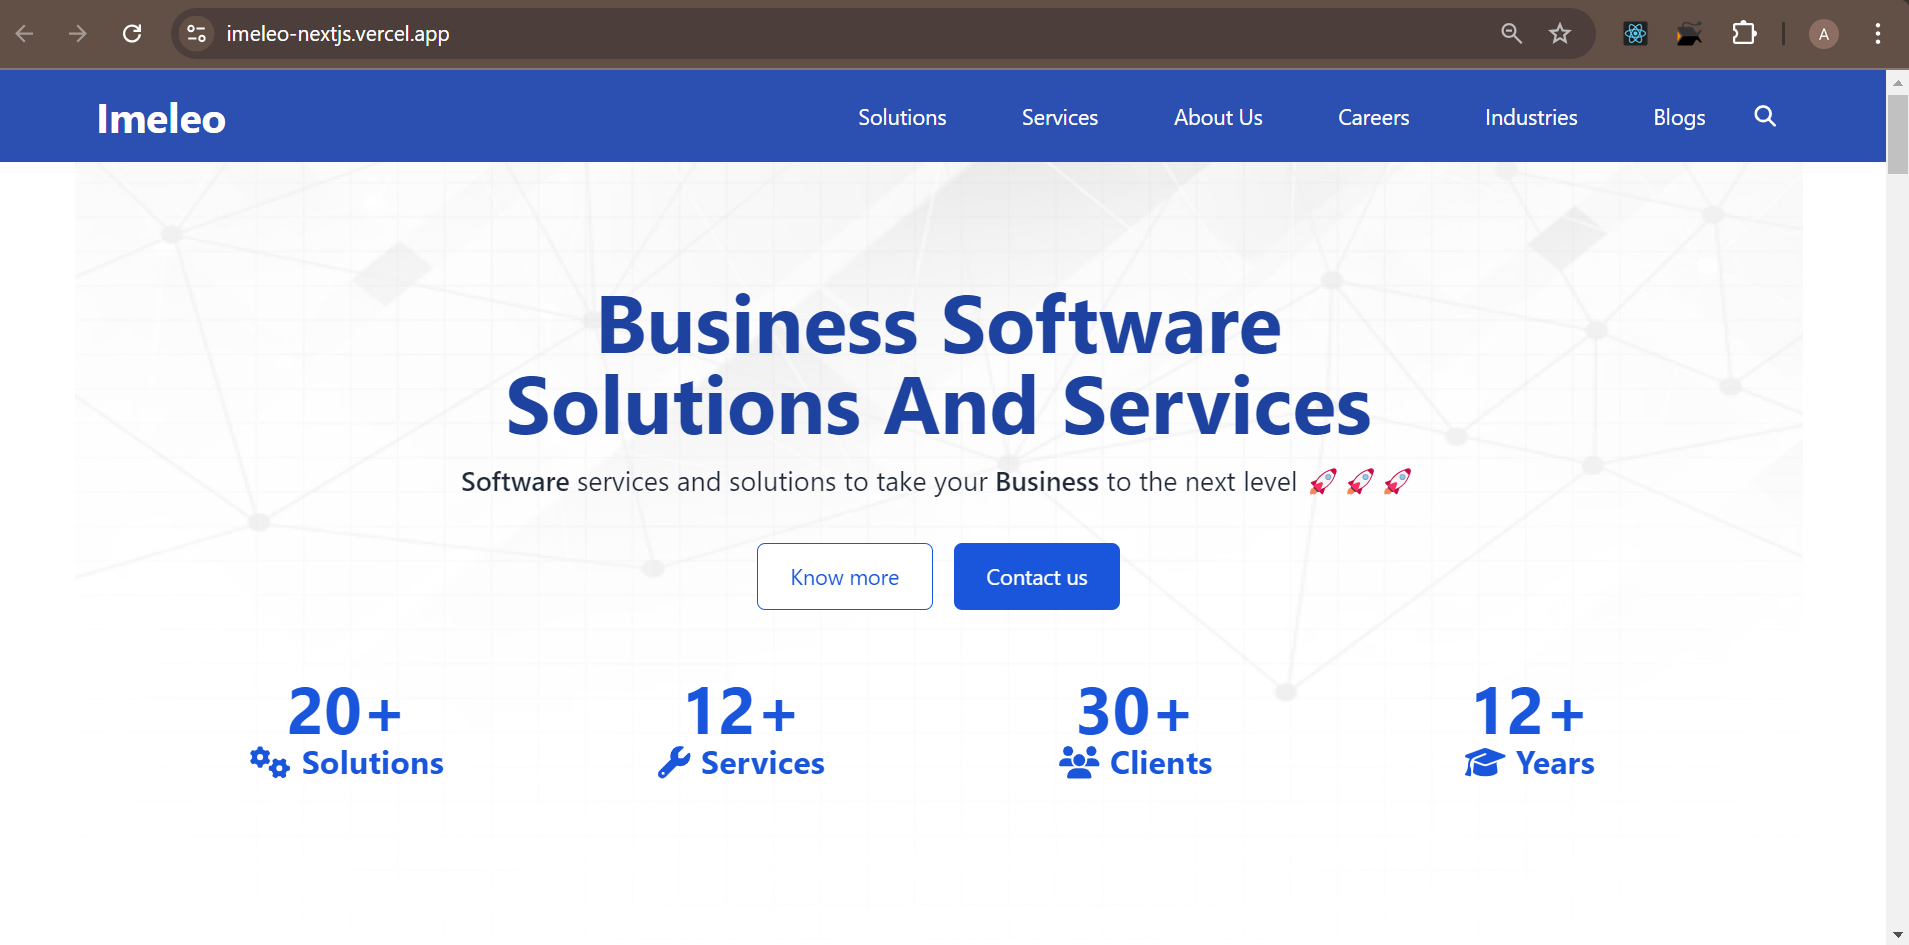 imeleo-nextjs.vercel.app
A
Imeleo
Solutions Services About Us Careers Industries Blogs
Business Software
Solutions And Services
Software services and solutions to take your Business to the next level 🚀 🚀 🚀
Know more Contact us
20+ 12+ 30+ 12+
Solutions Services Clients Years